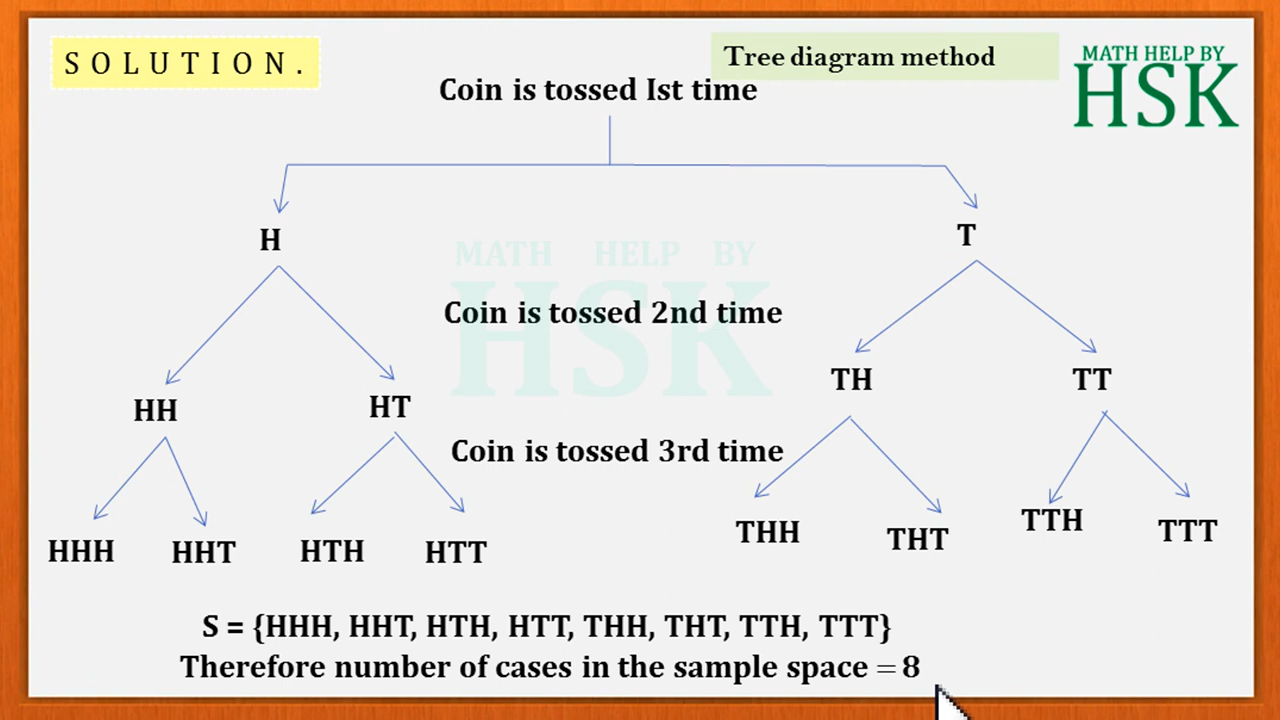 SOLUTION.
Tree diagram method
MATH HELP BY
HSK
Coin is tossed Ist time
H
T
MATH HELP BY
HSK
Coin is tossed 2nd time
TH
TT
HH
HT
Coin is tossed 3rd time
HHH
HHT
HTH
HTT
THH
THT
TTH
TTT
S = {HHH, HHT, HTH, HTT, THH, THT, TTH, TTT}
Therefore number of cases in the sample space = 8